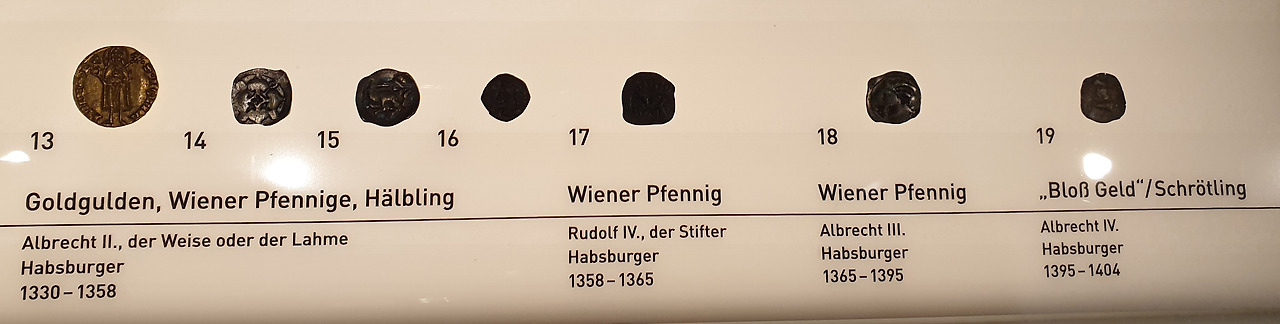 13
14
15
16
17
18
19
Goldgulden, Wiener Pfennige, Hälbling
Albrecht II., der Weise oder der Lahme
Habsburger
1330 – 1358
Wiener Pfennig
Rudolf IV., der Stifter
Habsburger
1358 – 1365
Wiener Pfennig
Albrecht III.
Habsburger
1365 – 1395
„Bloß Geld“/Schrötling
Albrecht IV.
Habsburger
1395 – 1404